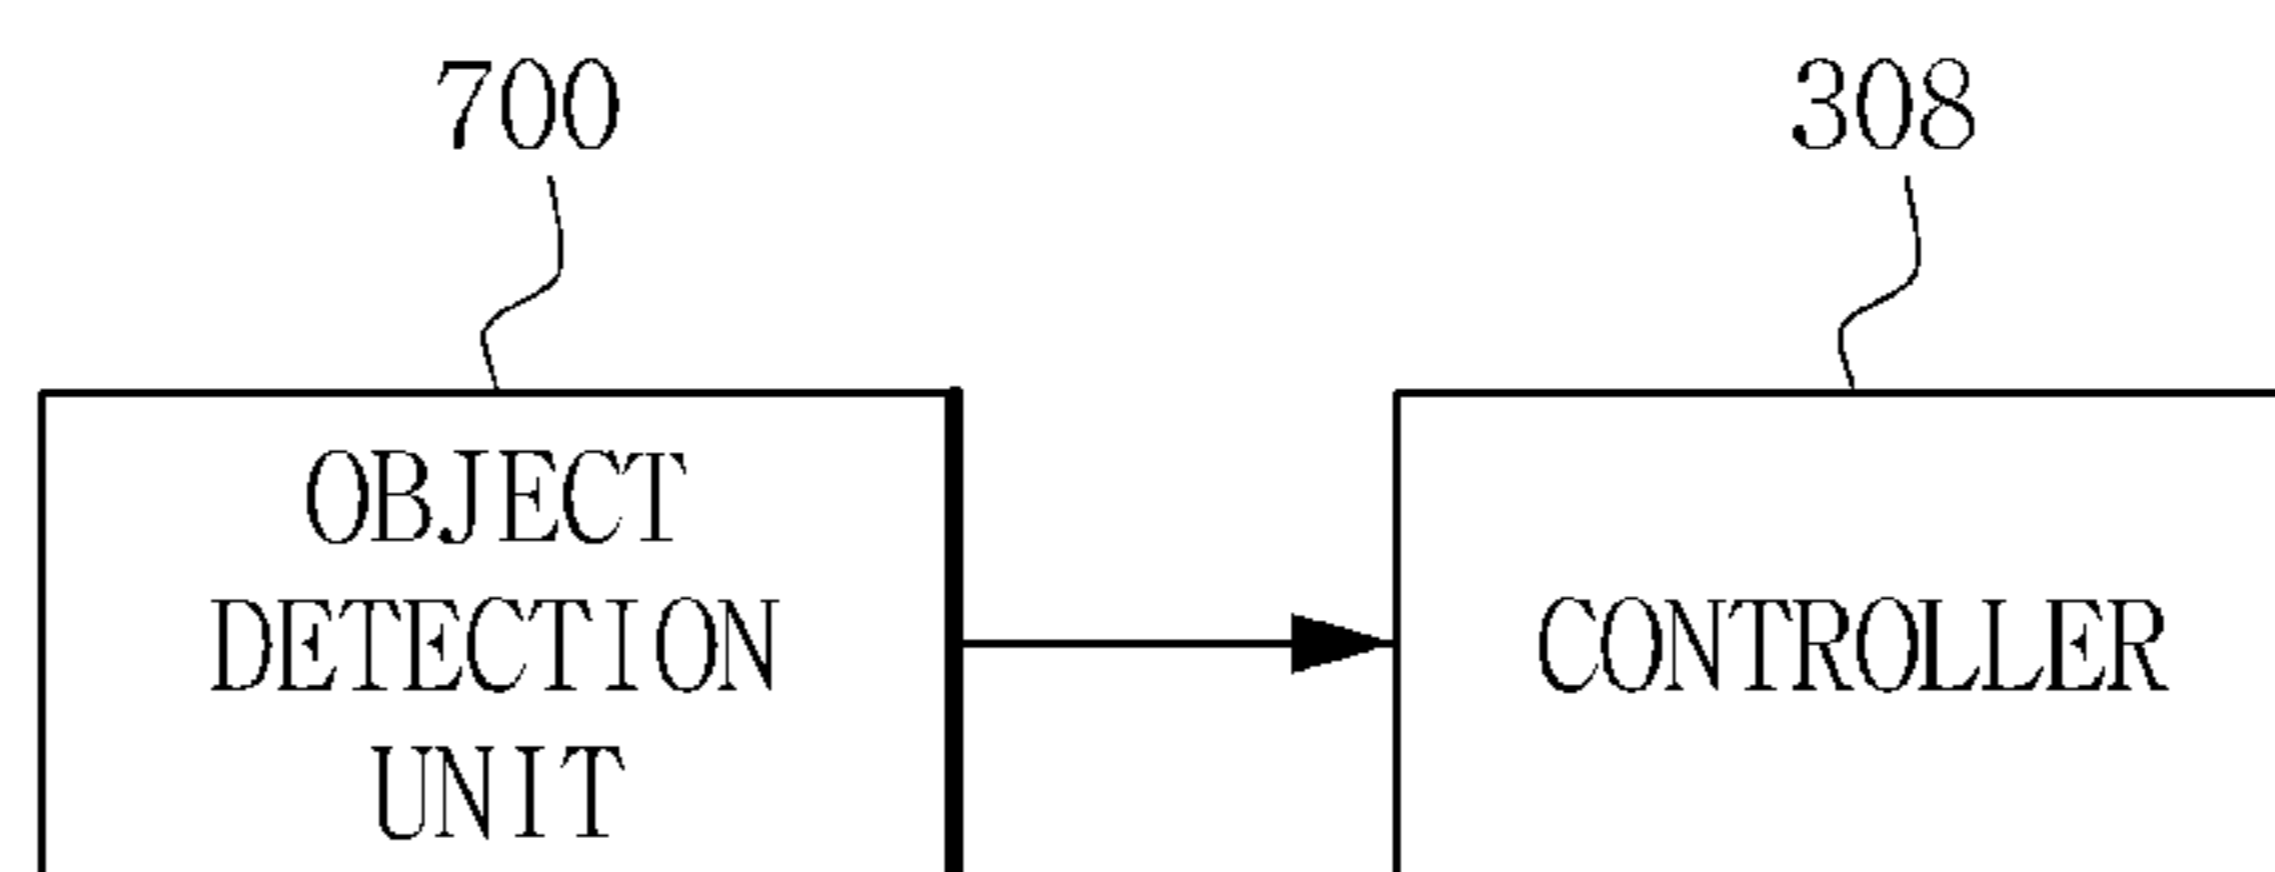 700
308
OBJECT
DETECTION
UNIT
CONTROLLER